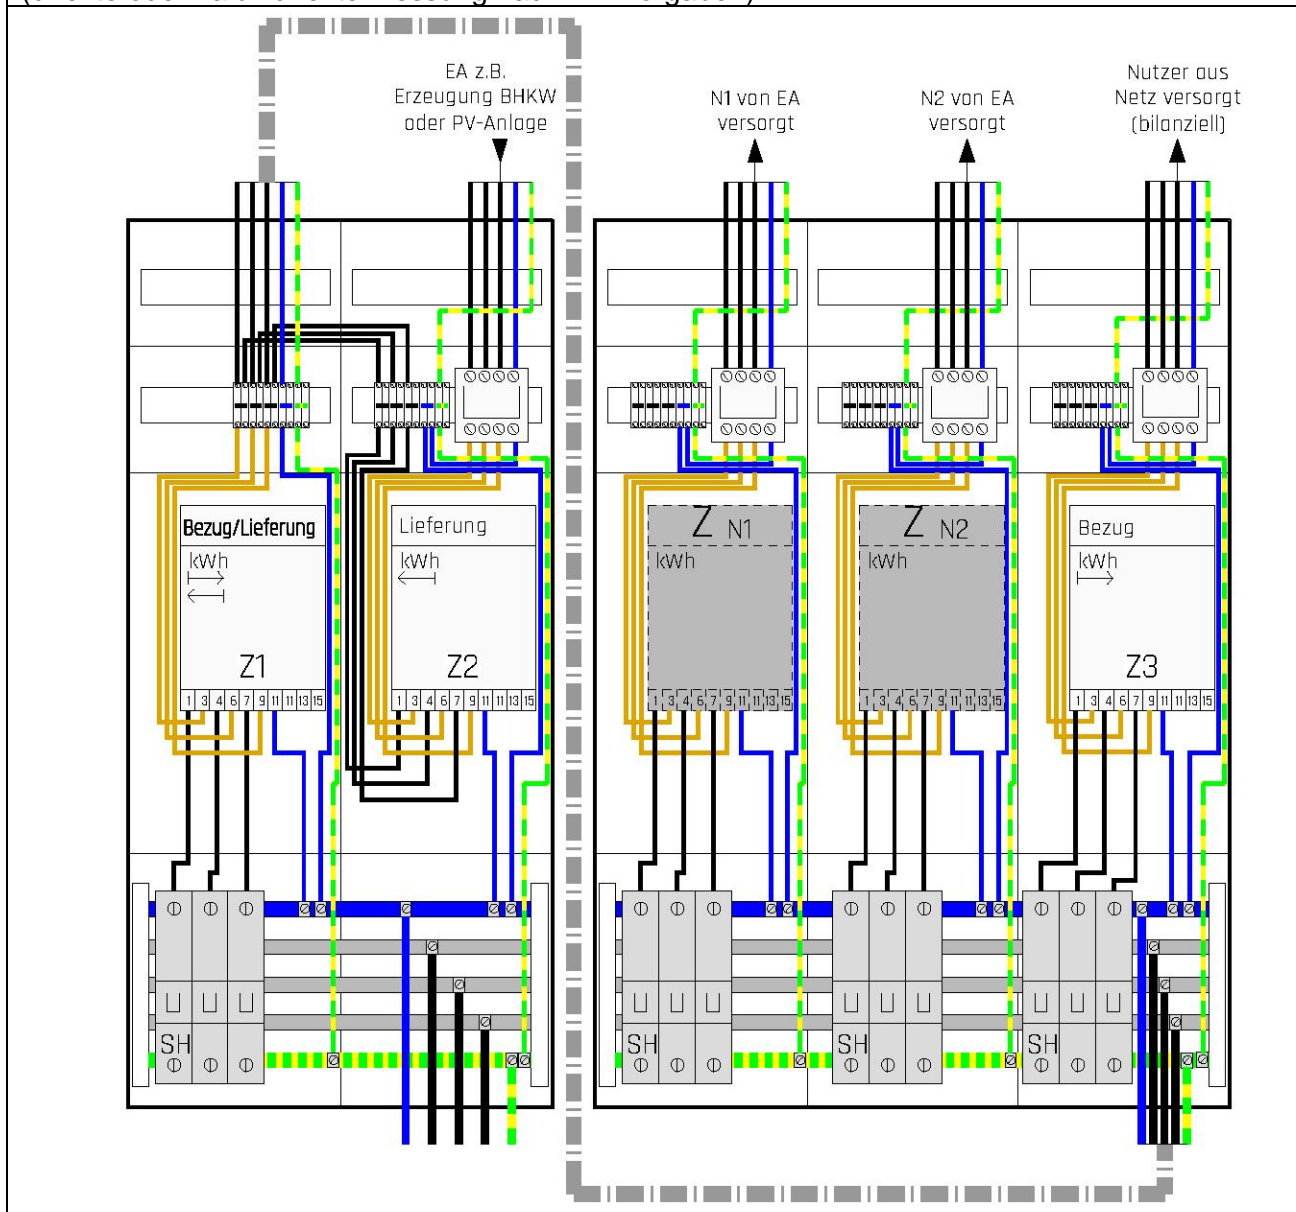 EA z.B.
Erzeugung BHKW
oder PV-Anlage
N1 von EA
versorgt
N2 von EA
versorgt
Nutzer aus
Netz versorgt
(bilanziell)
Bezug/Lieferung
kWh
Z1
1 3 4 6 7 9 11 11 13 15
Lieferung
kWh
Z2
1 3 4 6 7 9 11 11 13 15
Z N1
kWh
1 3 4 6 7 9 11 11 13 15
Z N2
kWh
1 3 4 6 7 9 11 11 13 15
Bezug
kWh
Z3
1 3 4 6 7 9 11 11 13 15
SH
SH
SH
SH